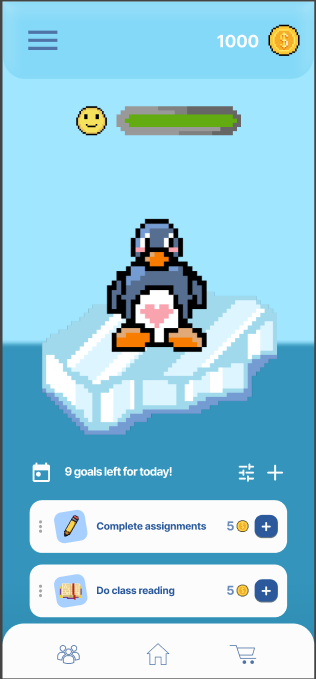 1000
9 goals left for today!
Complete assignments 5
Do class reading 5